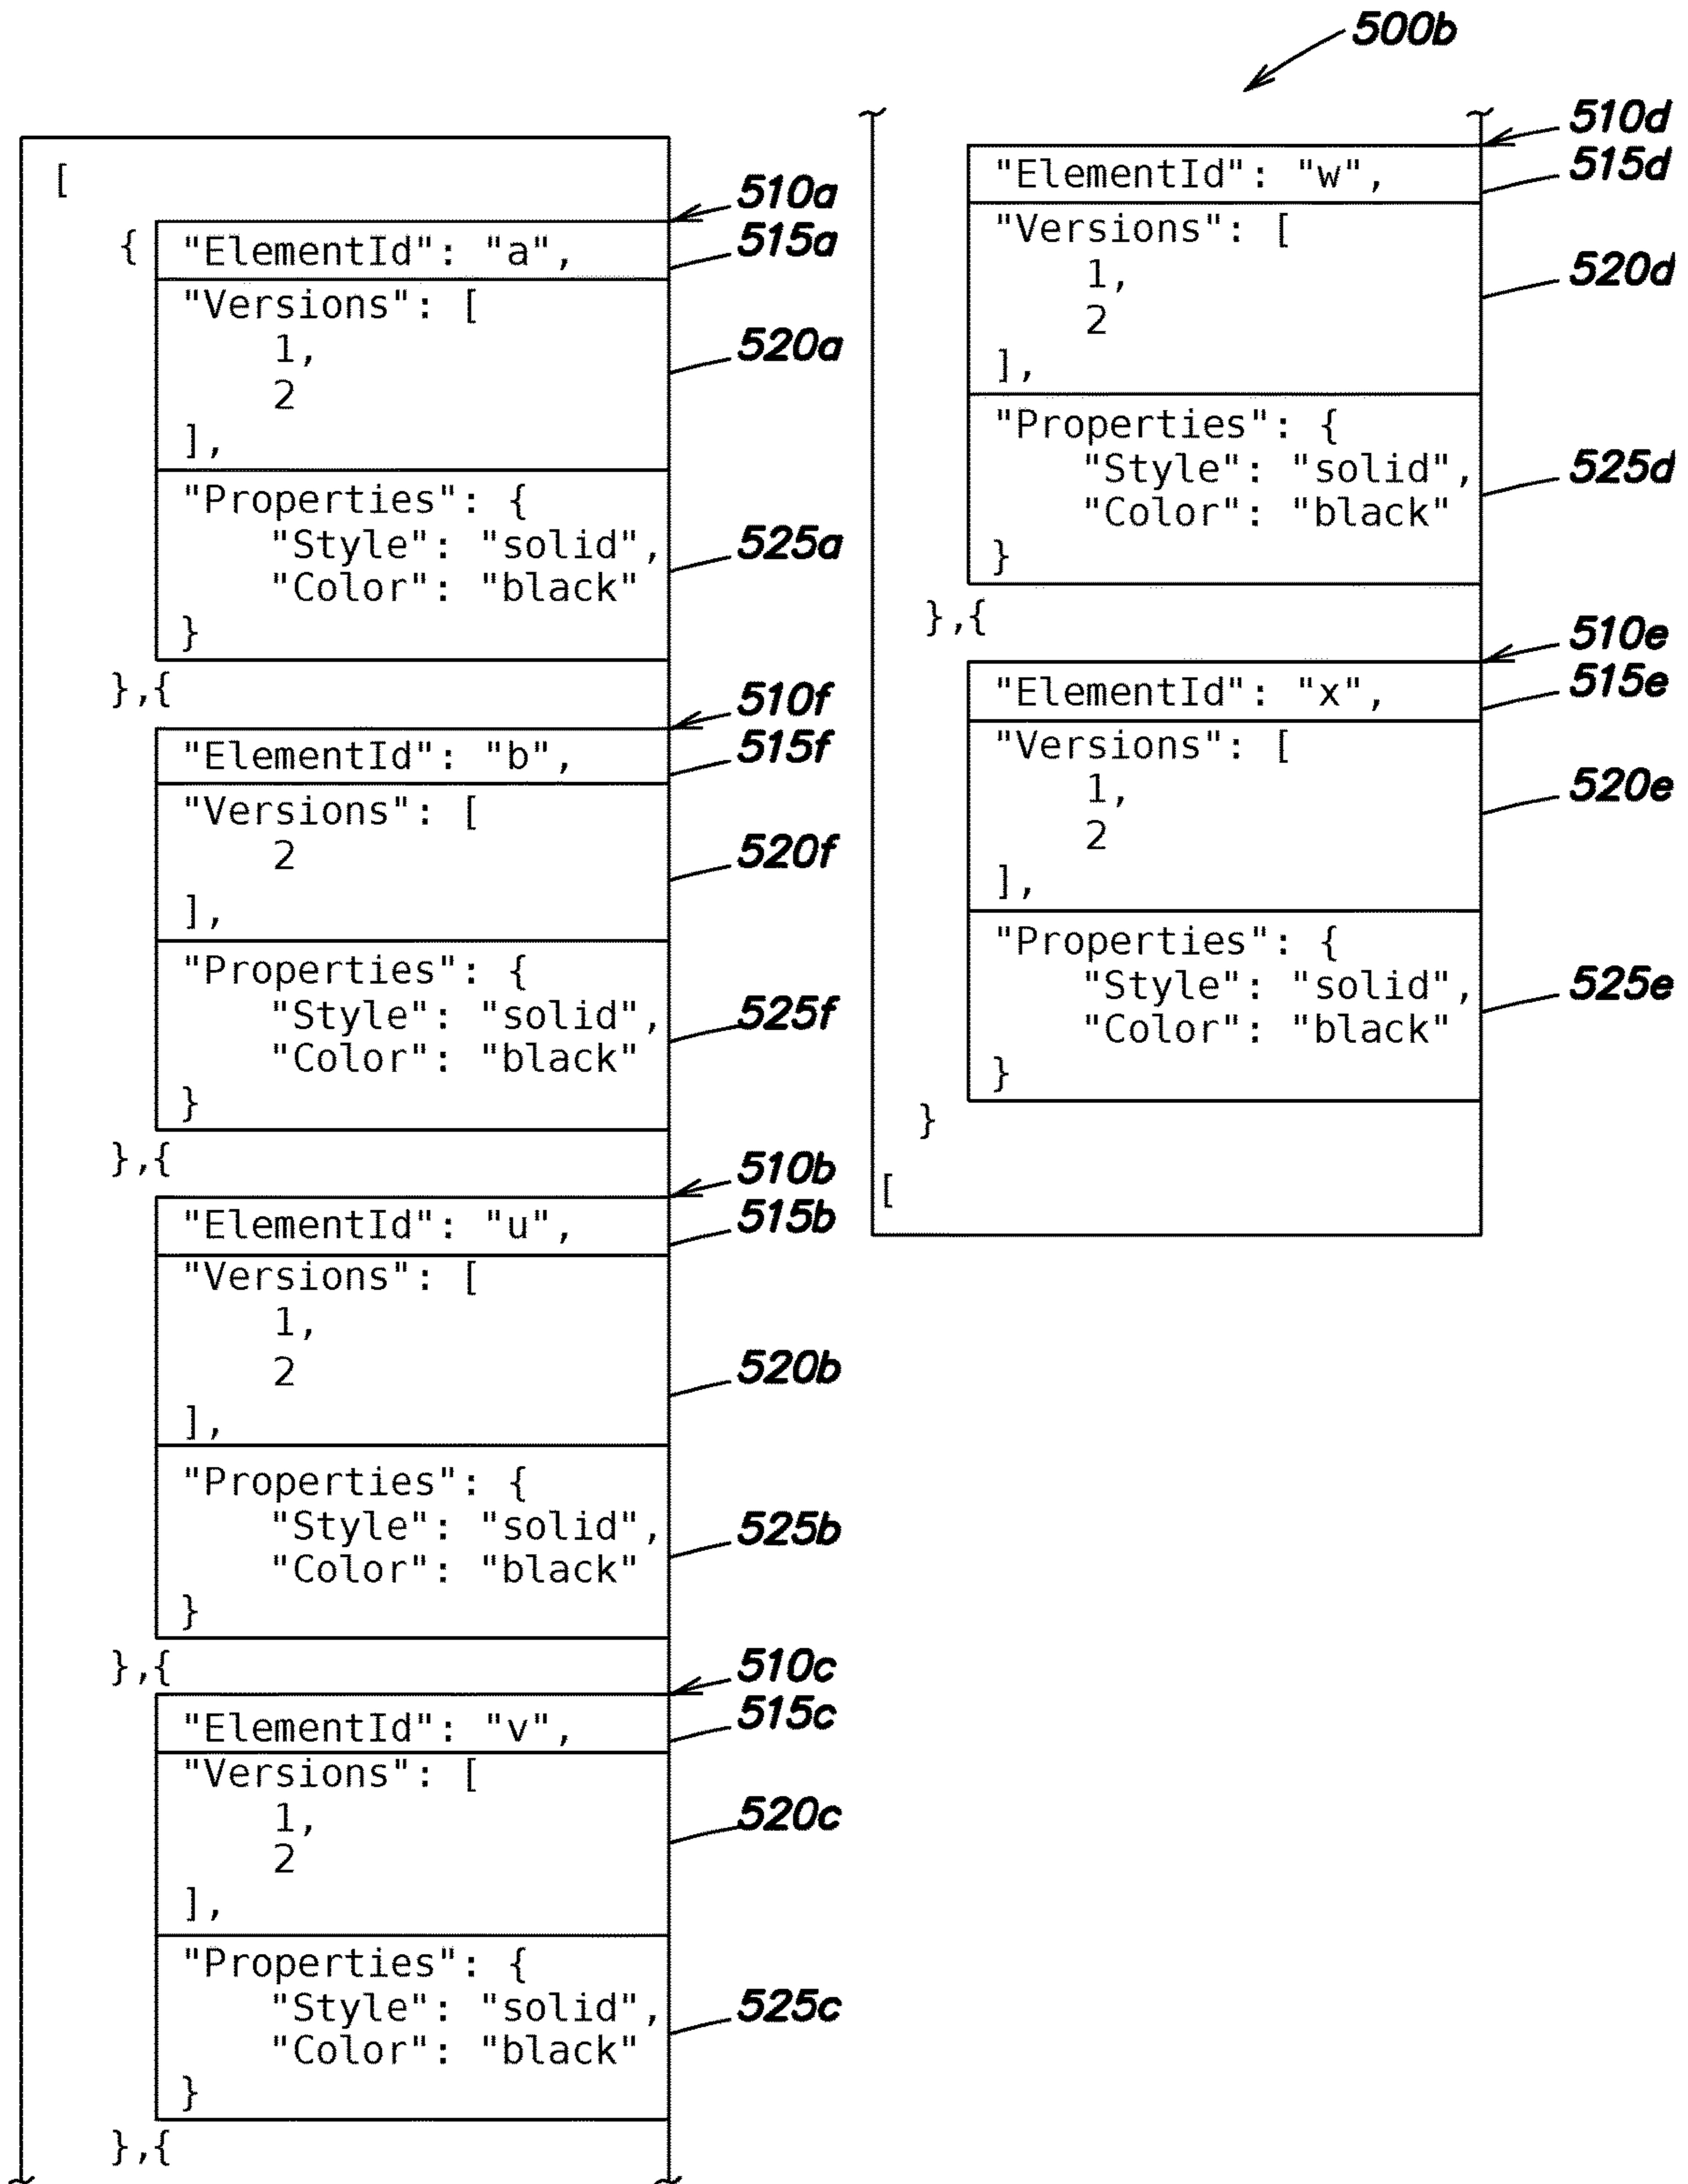 500b
[
510a
{ "ElementId": "a",
515a
"Versions": [
1,
520a
2
],
"Properties": {
"Style": "solid",
525a
"Color": "black"
}
},{
510f
"ElementId": "b",
515f
"Versions": [
2
520f
],
"Properties": {
"Style": "solid",
525f
"Color": "black"
}
},{
510b
"ElementId": "u",
515b
"Versions": [
1,
2
520b
],
"Properties": {
"Style": "solid",
525b
"Color": "black"
}
},{
510c
"ElementId": "v",
515c
"Versions": [
1,
520c
2
],
"Properties": {
"Style": "solid",
525c
"Color": "black"
}
},{
510d
"ElementId": "w",
515d
"Versions": [
1,
520d
2
],
"Properties": {
"Style": "solid",
525d
"Color": "black"
}
},{
510e
"ElementId": "x",
515e
"Versions": [
1,
520e
2
],
"Properties": {
"Style": "solid",
525e
"Color": "black"
}
}
[